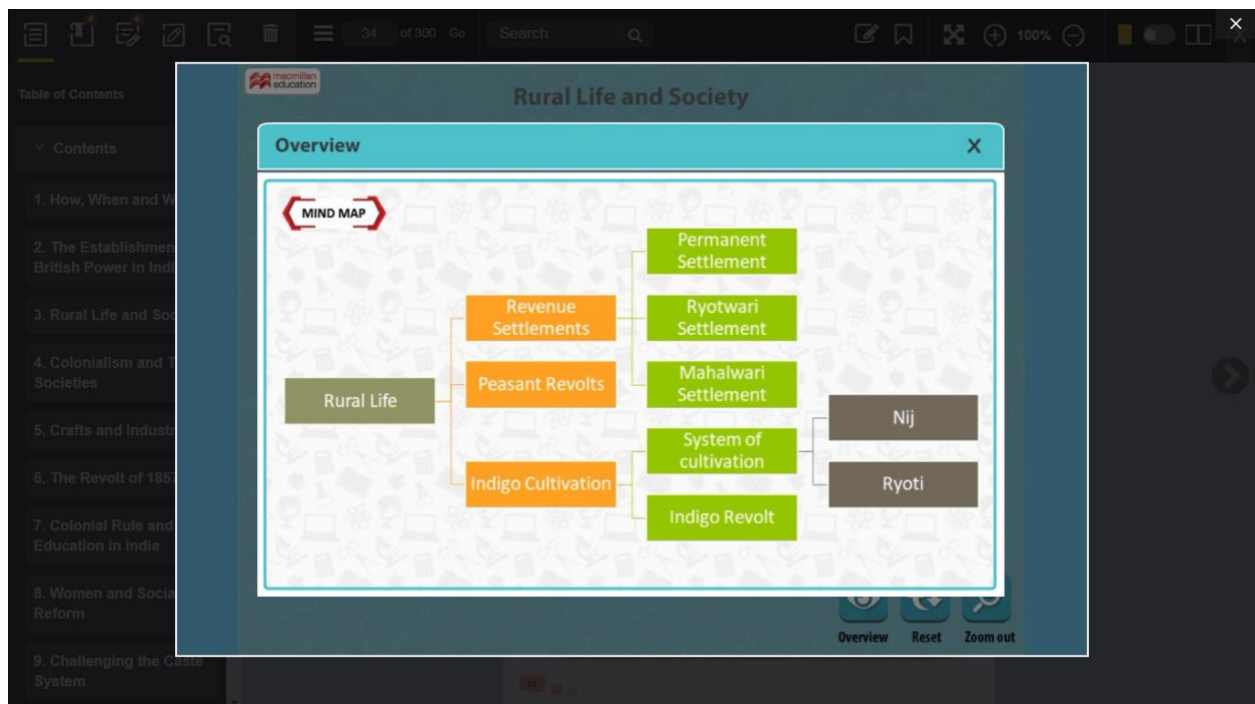 34 of 300 Go Search 100%
Table of Contents
Contents
1. How, When and W
2. The Establishmen
British Power in Indi
3. Rural Life and Soc
4. Colonialism and T
Societies
5. Crafts and Industr
6. The Revolt of 1857
7. Colonial Rule and
Education in India
8. Women and Socia
Reform
9. Challenging the Caste
System
macmillan
education
Rural Life and Society
Overview X
MIND MAP
Permanent
Settlement
Revenue
Settlements
Ryotwari
Settlement
Peasant Revolts
Mahalwari
Settlement
Rural Life
Nij
System of
cultivation
Indigo Cultivation
Ryoti
Indigo Revolt
Overview Reset Zoom out